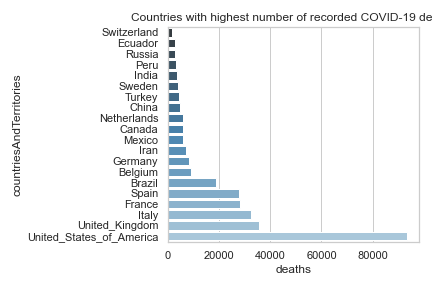 Countries with highest number of recorded COVID-19 de
countriesAndTerritories
Switzerland
Ecuador
Russia
Peru
India
Sweden
Turkey
China
Netherlands
Canada
Mexico
Iran
Germany
Belgium
Brazil
Spain
France
Italy
United_Kingdom
United_States_of_America
0 20000 40000 60000 80000
deaths